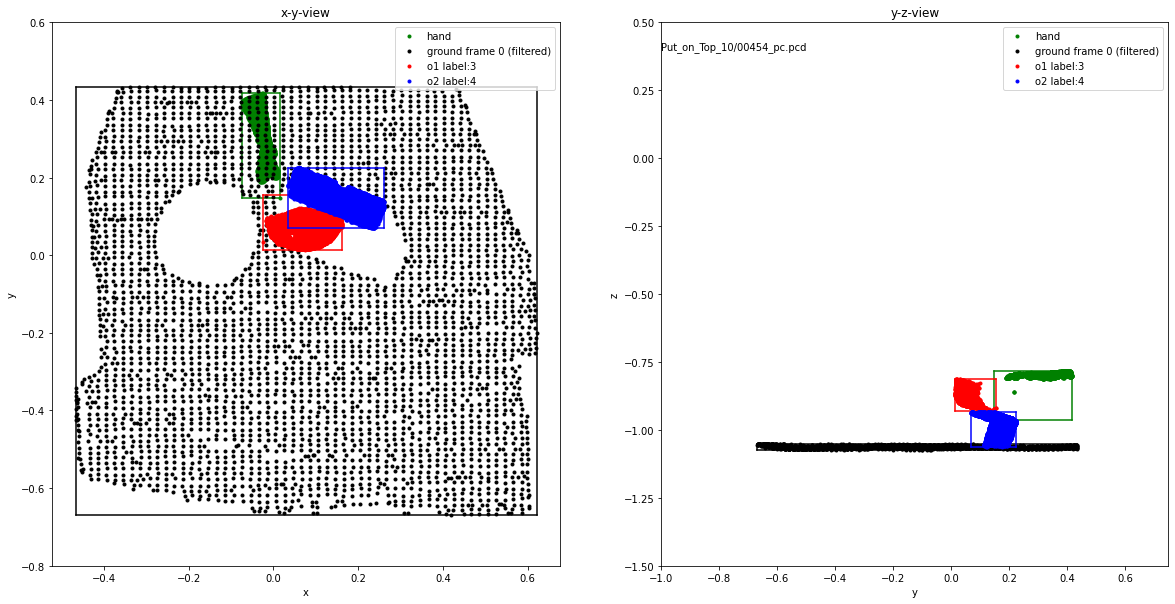 x-y-view
0.6
0.4
0.2
0.0
−0.2
−0.4
−0.6
−0.8
y
−0.4
−0.2
0.0
0.2
0.4
0.6
x
hand
ground frame 0 (filtered)
o1 label:3
o2 label:4
y-z-view
Put_on_Top_10/00454_pc.pcd
0.50
0.25
0.00
−0.25
−0.50
−0.75
−1.00
−1.25
−1.50
z
−1.0
−0.8
−0.6
−0.4
−0.2
0.0
0.2
0.4
0.6
y
hand
ground frame 0 (filtered)
o1 label:3
o2 label:4